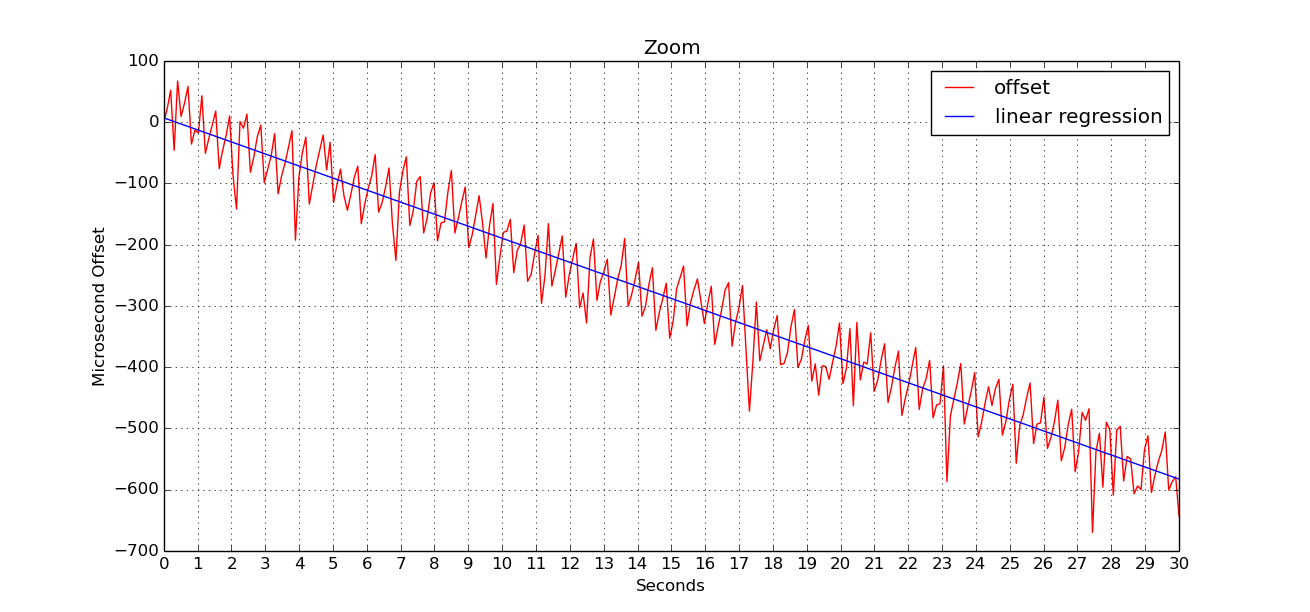 Zoom
100
0
−100
−200
−300
−400
−500
−600
−700
Microsecond Offset
offset
linear regression
0 1 2 3 4 5 6 7 8 9 10 11 12 13 14 15 16 17 18 19 20 21 22 23 24 25 26 27 28 29 30
Seconds